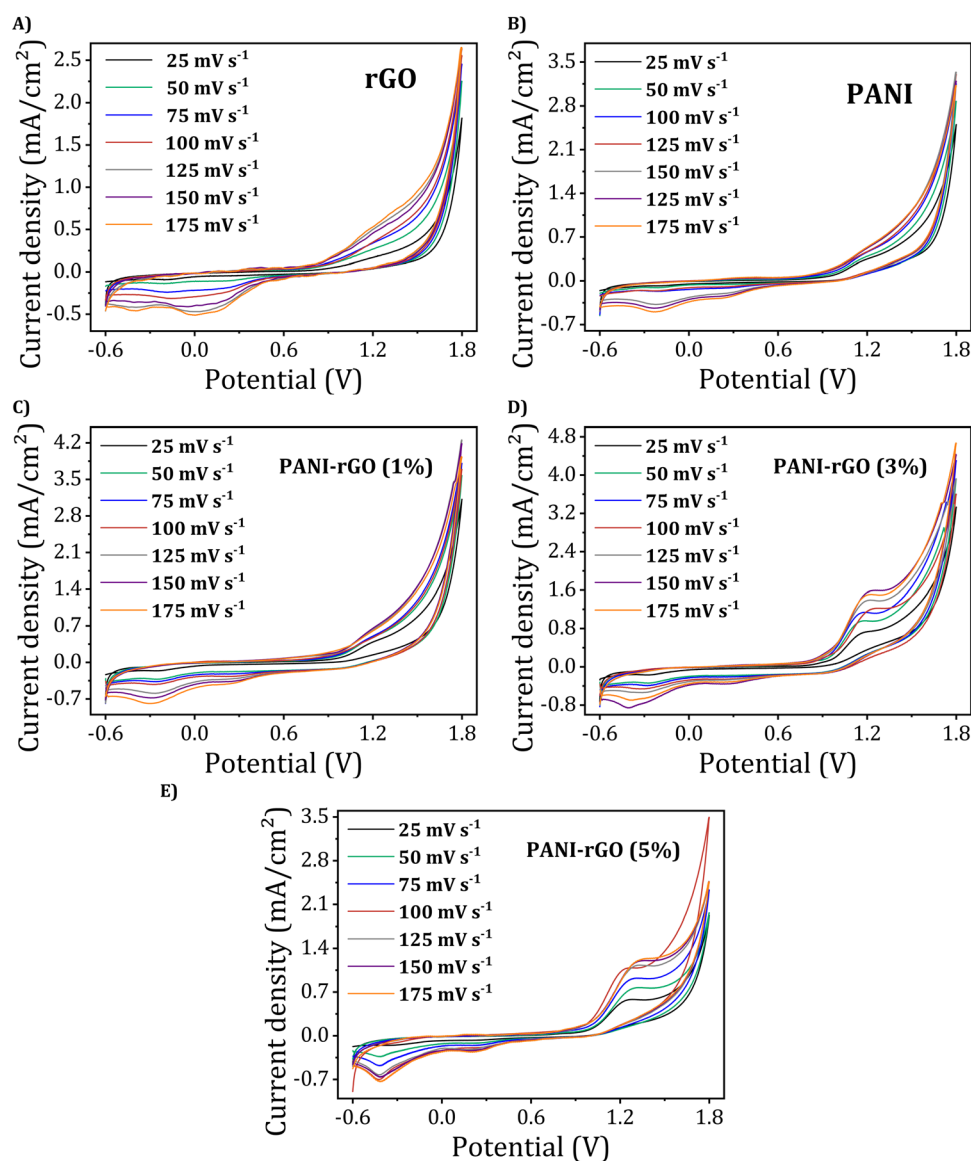 A)
rGO
25 mV s⁻¹
50 mV s⁻¹
75 mV s⁻¹
100 mV s⁻¹
125 mV s⁻¹
150 mV s⁻¹
175 mV s⁻¹
Current density (mA/cm²)
2.5
2.0
1.5
1.0
0.5
0.0
-0.5
-0.6 0.0 0.6 1.2 1.8
Potential (V)
B)
PANI
25 mV s⁻¹
50 mV s⁻¹
100 mV s⁻¹
125 mV s⁻¹
150 mV s⁻¹
125 mV s⁻¹
175 mV s⁻¹
Current density (mA/cm²)
3.5
2.8
2.1
1.4
0.7
0.0
-0.7
-0.6 0.0 0.6 1.2 1.8
Potential (V)
C)
PANI-rGO (1%)
25 mV s⁻¹
50 mV s⁻¹
75 mV s⁻¹
100 mV s⁻¹
125 mV s⁻¹
150 mV s⁻¹
175 mV s⁻¹
Current density (mA/cm²)
4.2
3.5
2.8
2.1
1.4
0.7
0.0
-0.7
-0.6 0.0 0.6 1.2 1.8
Potential (V)
D)
PANI-rGO (3%)
25 mV s⁻¹
50 mV s⁻¹
75 mV s⁻¹
100 mV s⁻¹
125 mV s⁻¹
150 mV s⁻¹
175 mV s⁻¹
Current density (mA/cm²)
4.8
4.0
3.2
2.4
1.6
0.8
0.0
-0.8
-0.6 0.0 0.6 1.2 1.8
Potential (V)
E)
PANI-rGO (5%)
25 mV s⁻¹
50 mV s⁻¹
75 mV s⁻¹
100 mV s⁻¹
125 mV s⁻¹
150 mV s⁻¹
175 mV s⁻¹
Current density (mA/cm²)
3.5
2.8
2.1
1.4
0.7
0.0
-0.7
-0.6 0.0 0.6 1.2 1.8
Potential (V)